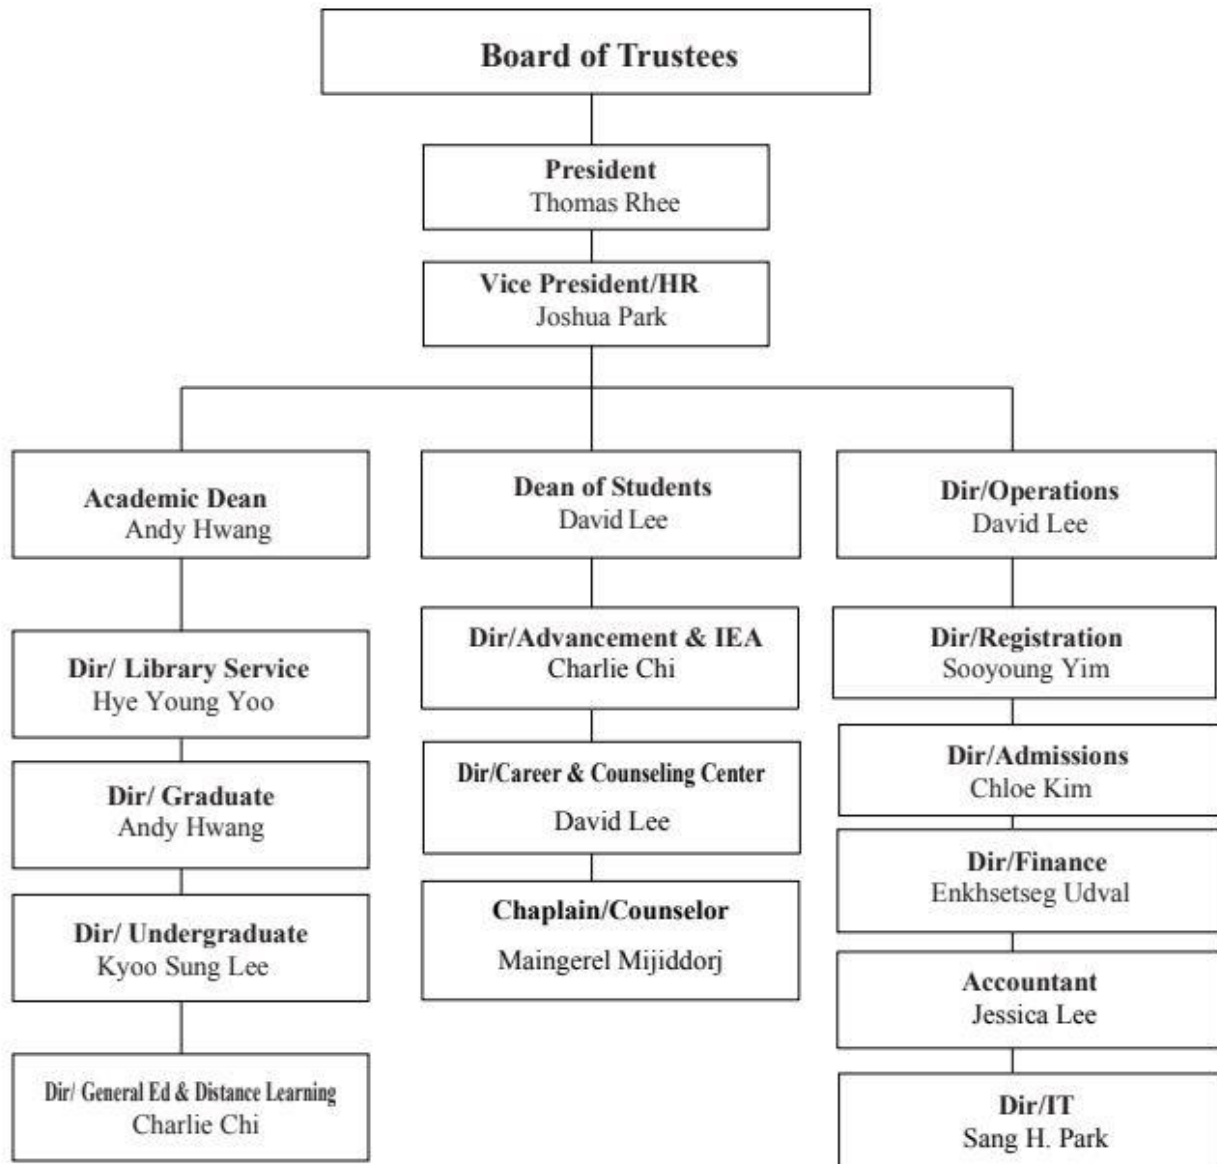 Board of Trustees
President
Thomas Rhee
Vice President/HR
Joshua Park
Academic Dean
Andy Hwang
Dir/ Library Service
Hye Young Yoo
Dir/ Graduate
Andy Hwang
Dir/ Undergraduate
Kyoo Sung Lee
Dir/ General Ed & Distance Learning
Charlie Chi
Dean of Students
David Lee
Dir/Advancement & IEA
Charlie Chi
Dir/Career & Counseling Center
David Lee
Chaplain/Counselor
Maingerel Mijiddorj
Dir/Operations
David Lee
Dir/Registration
Sooyoung Yim
Dir/Admissions
Chloe Kim
Dir/Finance
Enkhsetseg Udval
Accountant
Jessica Lee
Dir/IT
Sang H. Park